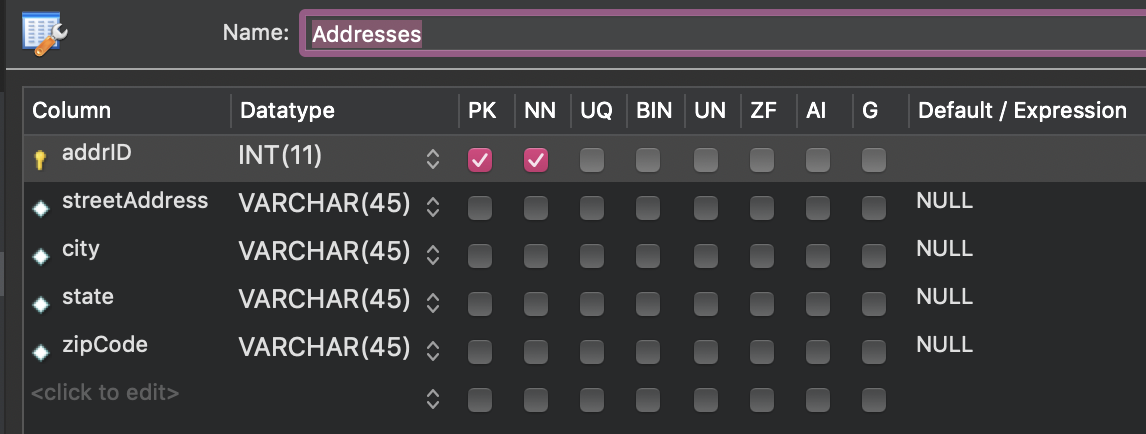 Name: Addresses
Column Datatype PK NN UQ BIN UN ZF AI G Default / Expression
addrID INT(11)
streetAddress VARCHAR(45) NULL
city VARCHAR(45) NULL
state VARCHAR(45) NULL
zipCode VARCHAR(45) NULL
<click to edit>